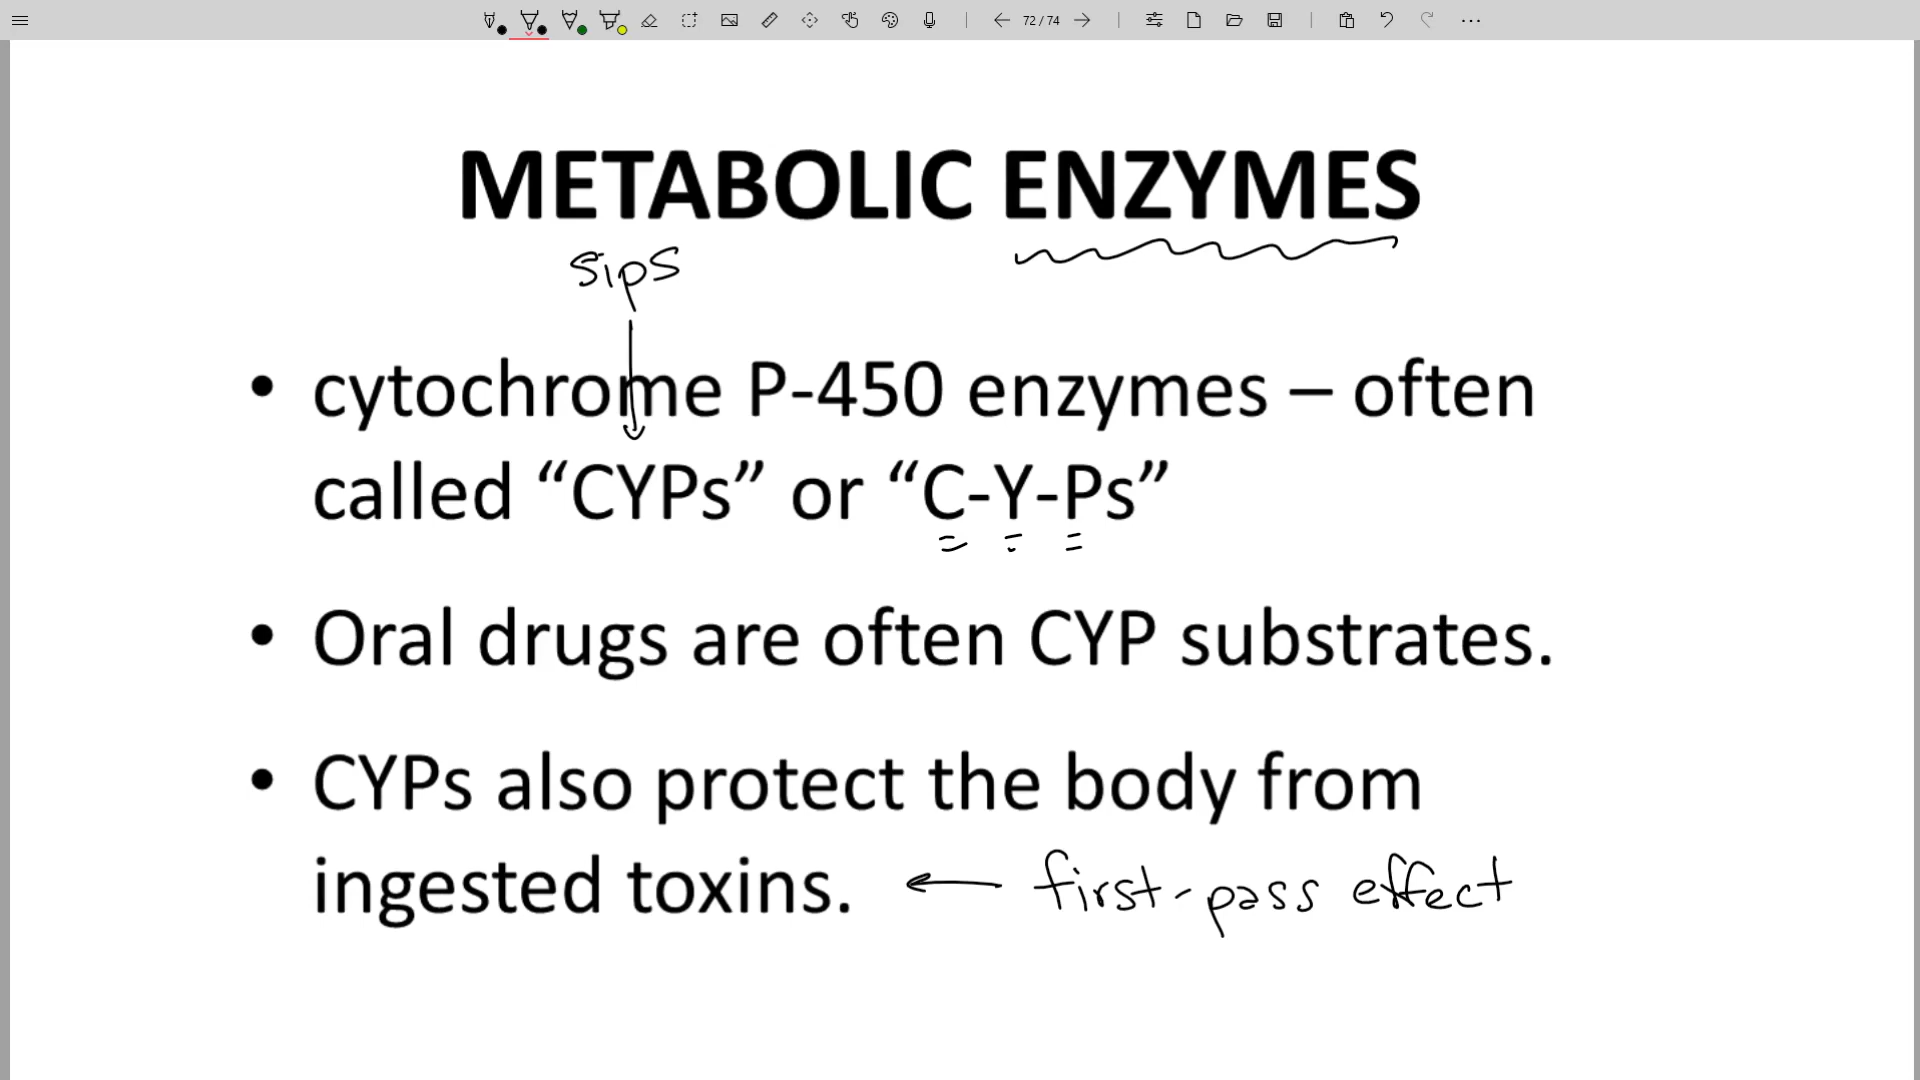 72 / 74
METABOLIC ENZYMES
sips
• cytochrome P-450 enzymes – often
called “CYPs” or “C-Y-Ps”
• Oral drugs are often CYP substrates.
• CYPs also protect the body from
ingested toxins. ← first-pass effect